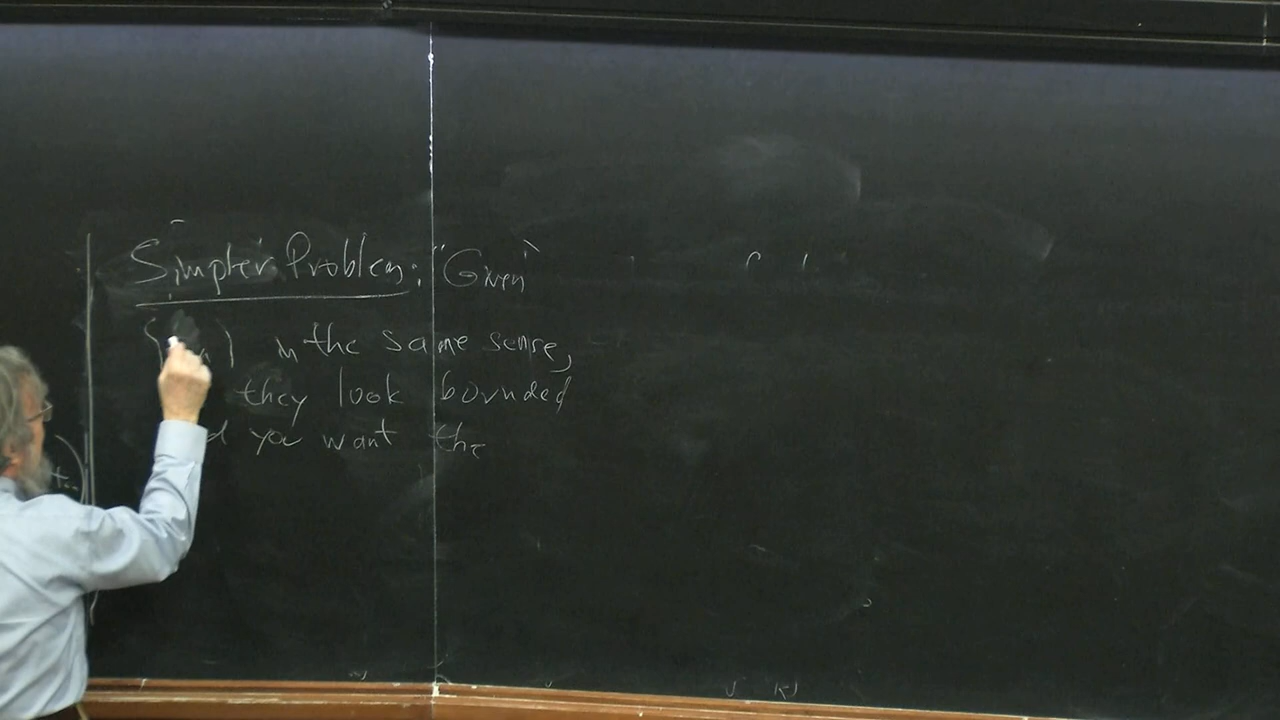 Simpler Problem: "Given"
in the same sense,
they look bounded
you want the